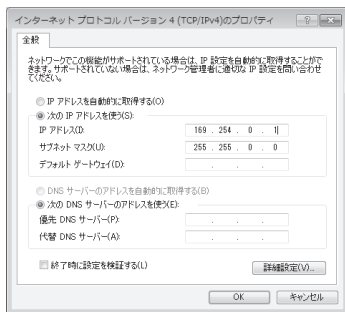 インターネット プロトコル バージョン 4 (TCP/IPv4)のプロパティ
全般
ネットワークでこの機能がサポートされている場合は、IP 設定を自動的に取得することがで
きます。サポートされていない場合は、ネットワーク管理者に適切な IP 設定を問い合わせ
てください。
IP アドレスを自動的に取得する(O)
次の IP アドレスを使う(S):
IP アドレス(I):
169 . 254 . 0 . 1
サブネット マスク(U):
255 . 255 . 0 . 0
デフォルト ゲートウェイ(D):
. . .
DNS サーバーのアドレスを自動的に取得する(B)
次の DNS サーバーのアドレスを使う(E):
優先 DNS サーバー(P):
. . .
代替 DNS サーバー(A):
. . .
終了時に設定を検証する(L)
詳細設定(V)...
OK
キャンセル